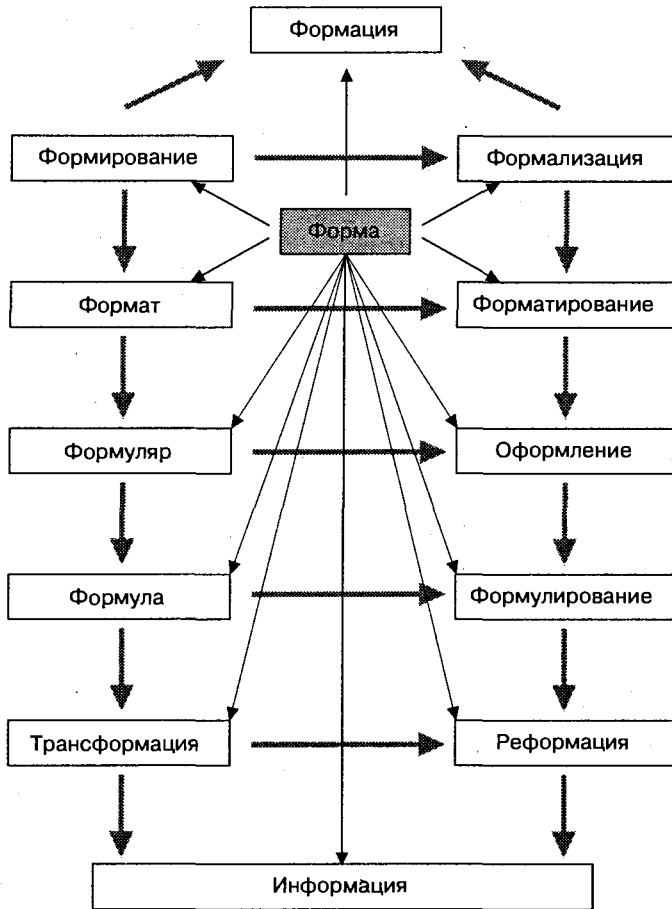 Формация
Формирование
Формализация
Форма
Формат
Форматирование
Формуляр
Оформление
Формула
Формулирование
Трансформация
Реформация
Информация